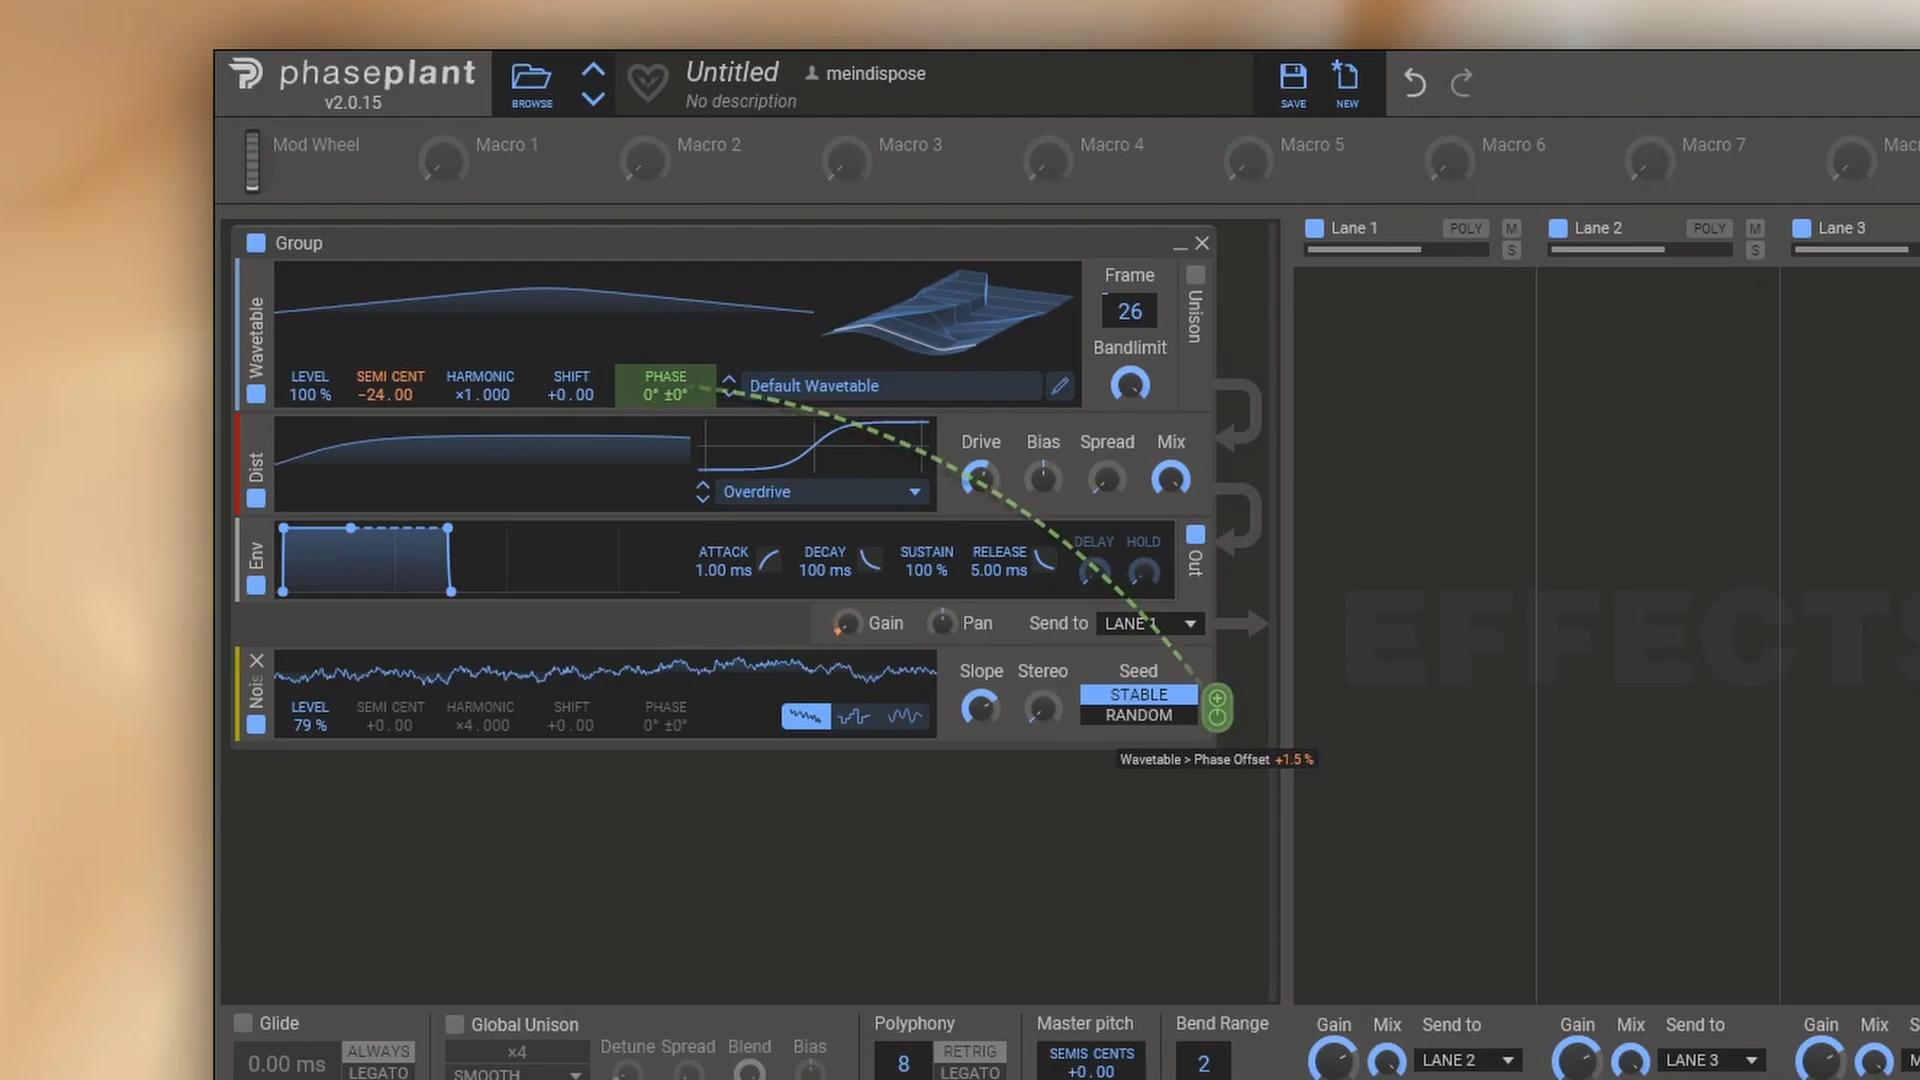 phaseplant
v2.0.15
BROWSE
Untitled
meindispose
No description
SAVE
NEW
Mod Wheel
Macro 1
Macro 2
Macro 3
Macro 4
Macro 5
Macro 6
Macro 7
Group
Lane 1
POLY
M
S
Lane 2
POLY
M
S
Lane 3
Wavetable
Frame
26
Bandlimit
Unison
LEVEL
100 %
SEMI CENT
−24.00
HARMONIC
×1.000
SHIFT
+0.00
PHASE
0° ±0°
Default Wavetable
Dist
Overdrive
Drive
Bias
Spread
Mix
Env
ATTACK
1.00 ms
DECAY
100 ms
SUSTAIN
100 %
RELEASE
5.00 ms
DELAY
HOLD
Out
Gain
Pan
Send to
LANE 1
EFFECTS
Nois
LEVEL
79 %
SEMI CENT
+0.00
HARMONIC
×4.000
SHIFT
+0.00
PHASE
0° ±0°
Slope
Stereo
Seed
STABLE
RANDOM
Wavetable > Phase Offset +1.5 %
Glide
0.00 ms
ALWAYS
LEGATO
Global Unison
×4
SMOOTH
Detune
Spread
Blend
Bias
Polyphony
8
RETRIG
LEGATO
Master pitch
SEMIS CENTS
+0.00
Bend Range
2
Gain
Mix
Send to
LANE 2
Gain
Mix
Send to
LANE 3
Gain
Mix